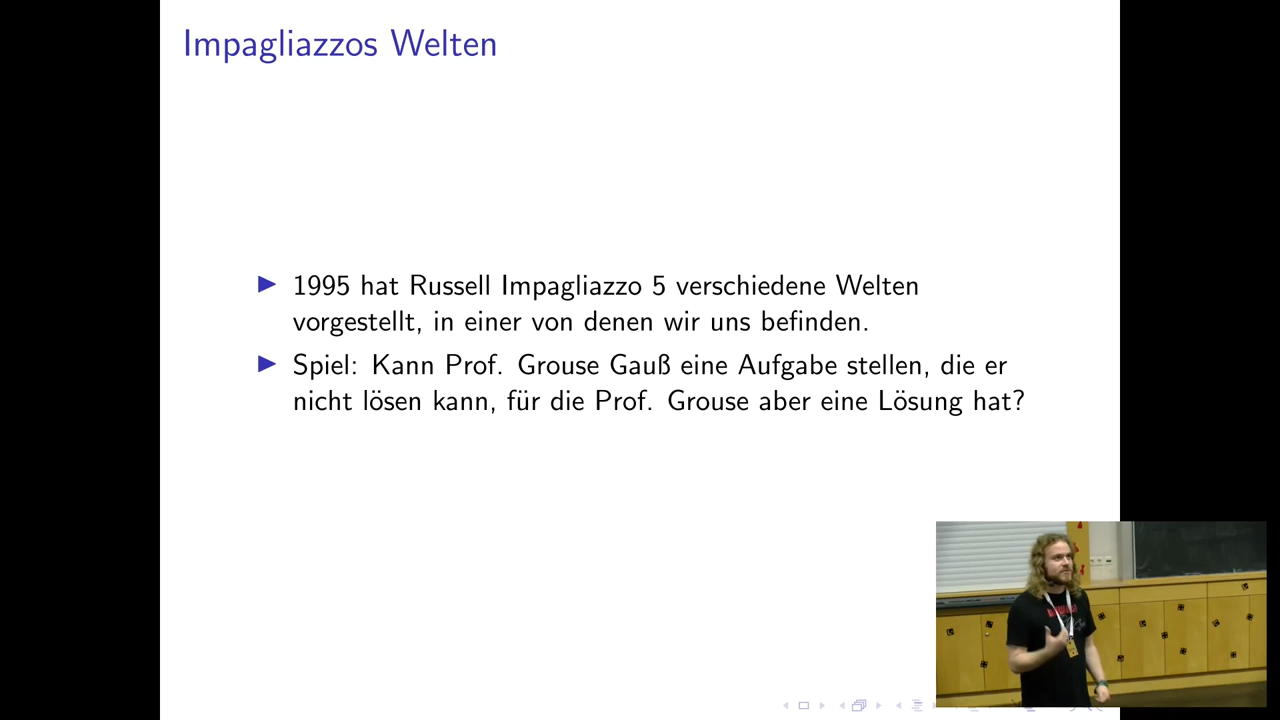 Impagliazzos Welten
1995 hat Russell Impagliazzo 5 verschiedene Welten
vorgestellt, in einer von denen wir uns befinden.
Spiel: Kann Prof. Grouse Gauß eine Aufgabe stellen, die er
nicht lösen kann, für die Prof. Grouse aber eine Lösung hat?